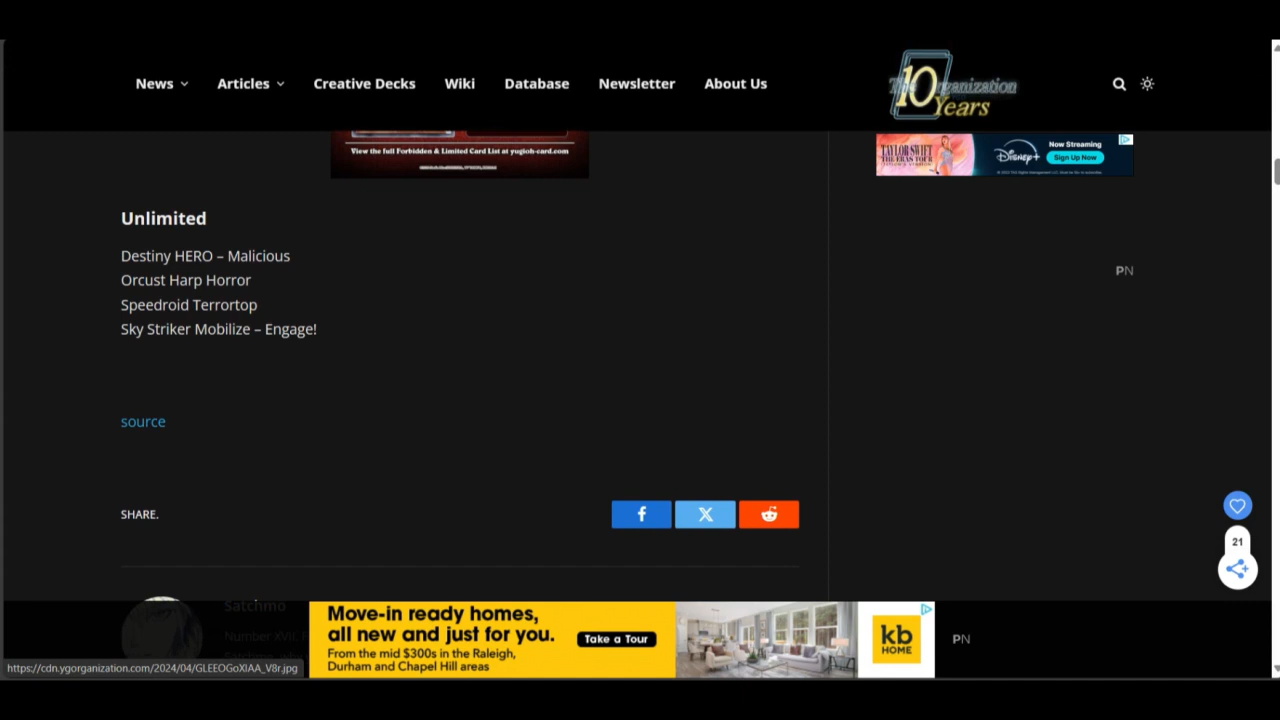 News
Articles
Creative Decks
Wiki
Database
Newsletter
About Us
The 10 Organization
Years
View the full Forbidden & Limited Card List at yugioh-card.com
TAYLOR SWIFT
THE ERAS TOUR
Disney+
Now Streaming
Sign Up Now
PN
Unlimited
Destiny HERO – Malicious
Orcust Harp Horror
Speedroid Terrortop
Sky Striker Mobilize – Engage!
source
SHARE.
21
Satchmo
Number XVII
Move-in ready homes,
all new and just for you.
From the mid $300s in the Raleigh,
Durham and Chapel Hill areas
Take a Tour
kb
HOME
PN
https://cdn.ygorganization.com/2024/04/GLEEOGoXIAA_V8r.jpg